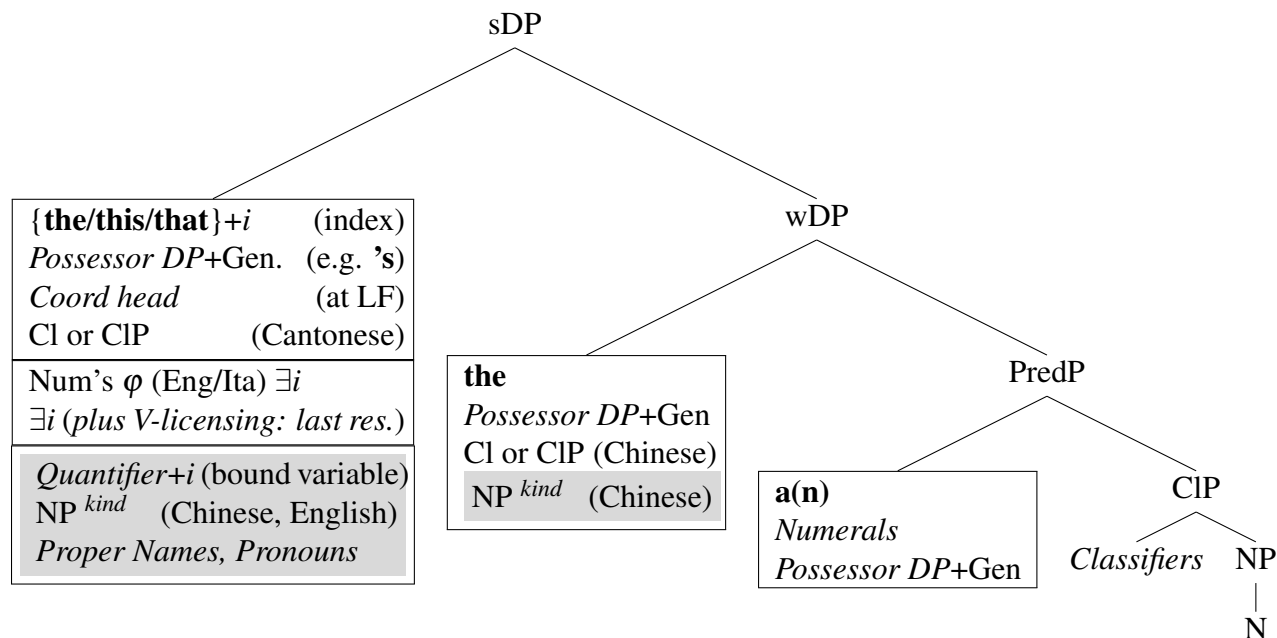 sDP
{the/this/that}+i (index)
Possessor DP+Gen. (e.g. 's)
Coord head (at LF)
Cl or ClP (Cantonese)
Num's φ (Eng/Ita) ∃i
∃i (plus V-licensing: last res.)
Quantifier+i (bound variable)
NP kind (Chinese, English)
Proper Names, Pronouns
wDP
the
Possessor DP+Gen
Cl or ClP (Chinese)
NP kind (Chinese)
PredP
a(n)
Numerals
Possessor DP+Gen
ClP
Classifiers NP
N